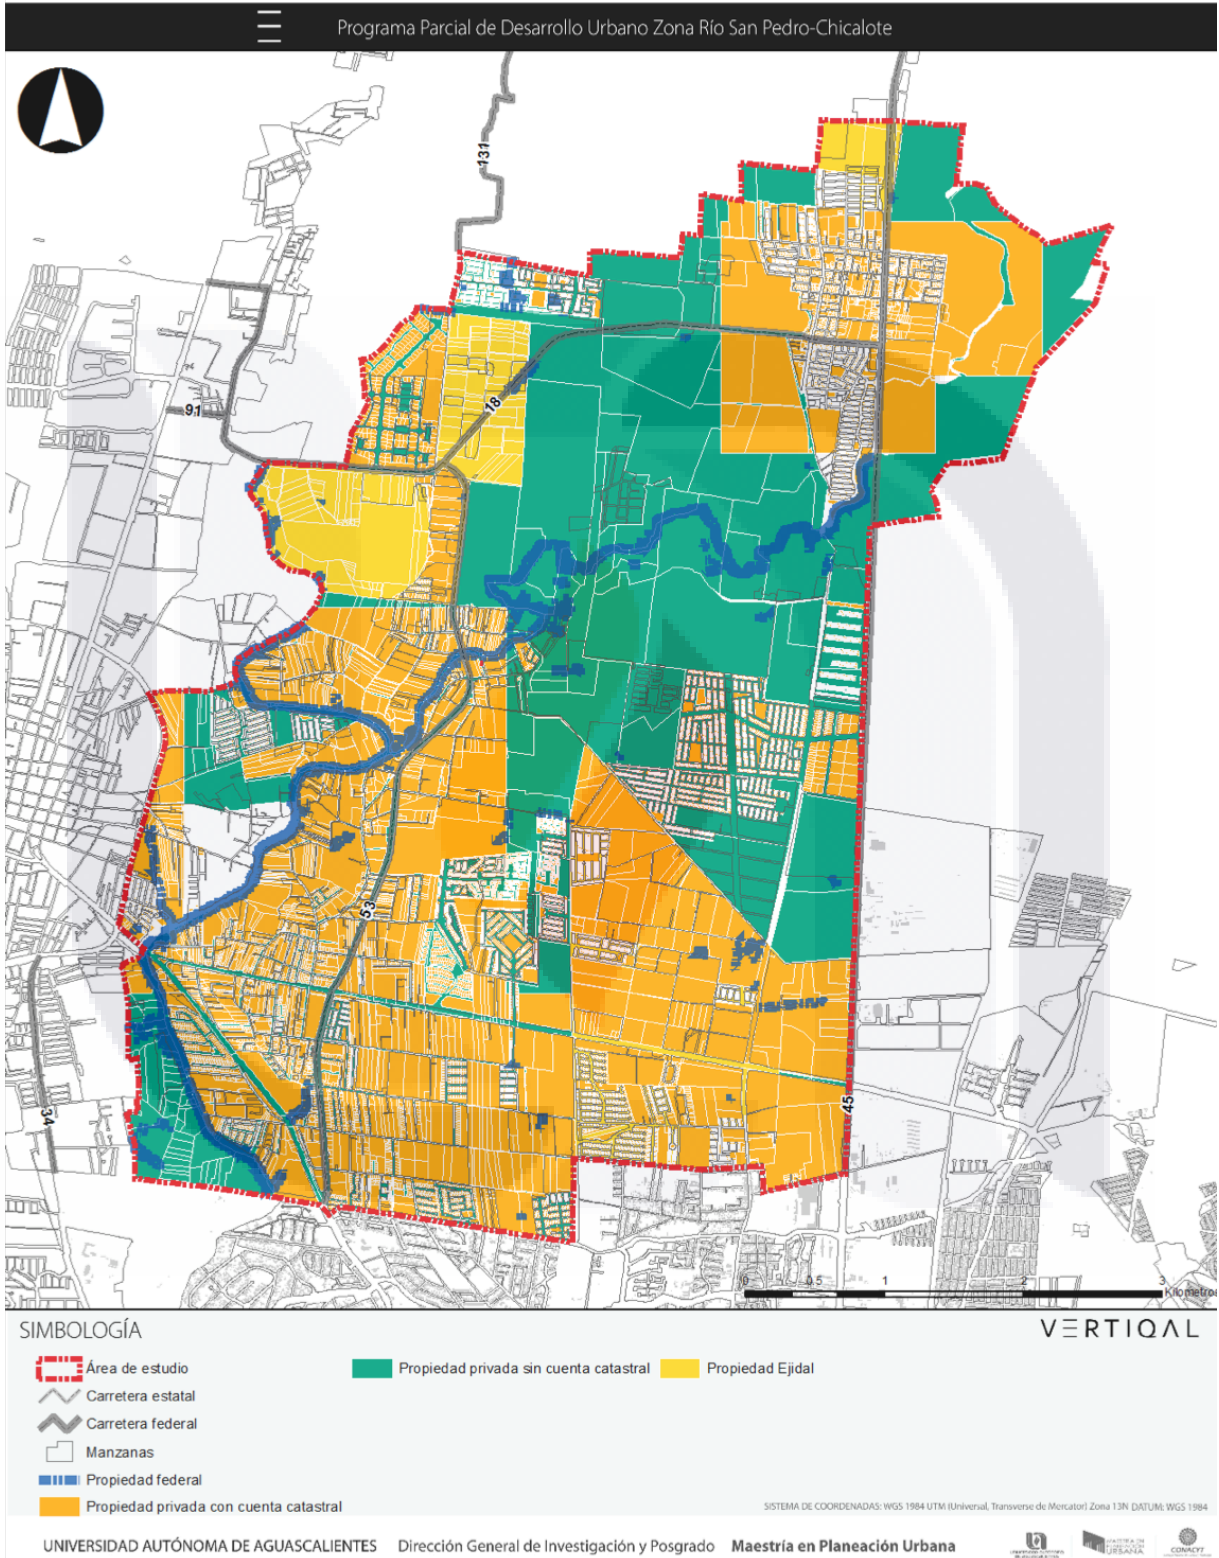 Programa Parcial de Desarrollo Urbano Zona Río San Pedro-Chicalote
131
91
18
53
34
45
0 0.5 1 2 3
Kilometros
SIMBOLOGÍA
VERTIQAL
Área de estudio
Propiedad privada sin cuenta catastral
Propiedad Ejidal
Carretera estatal
Carretera federal
Manzanas
Propiedad federal
Propiedad privada con cuenta catastral
SISTEMA DE COORDENADAS: WGS 1984 UTM (Universal, Transverse de Mercator) Zona 13N DATUM: WGS 1984
UNIVERSIDAD AUTÓNOMA DE AGUASCALIENTES Dirección General de Investigación y Posgrado Maestría en Planeación Urbana
MAESTRÍA EN
PLANEACIÓN
URBANA
CONACYT